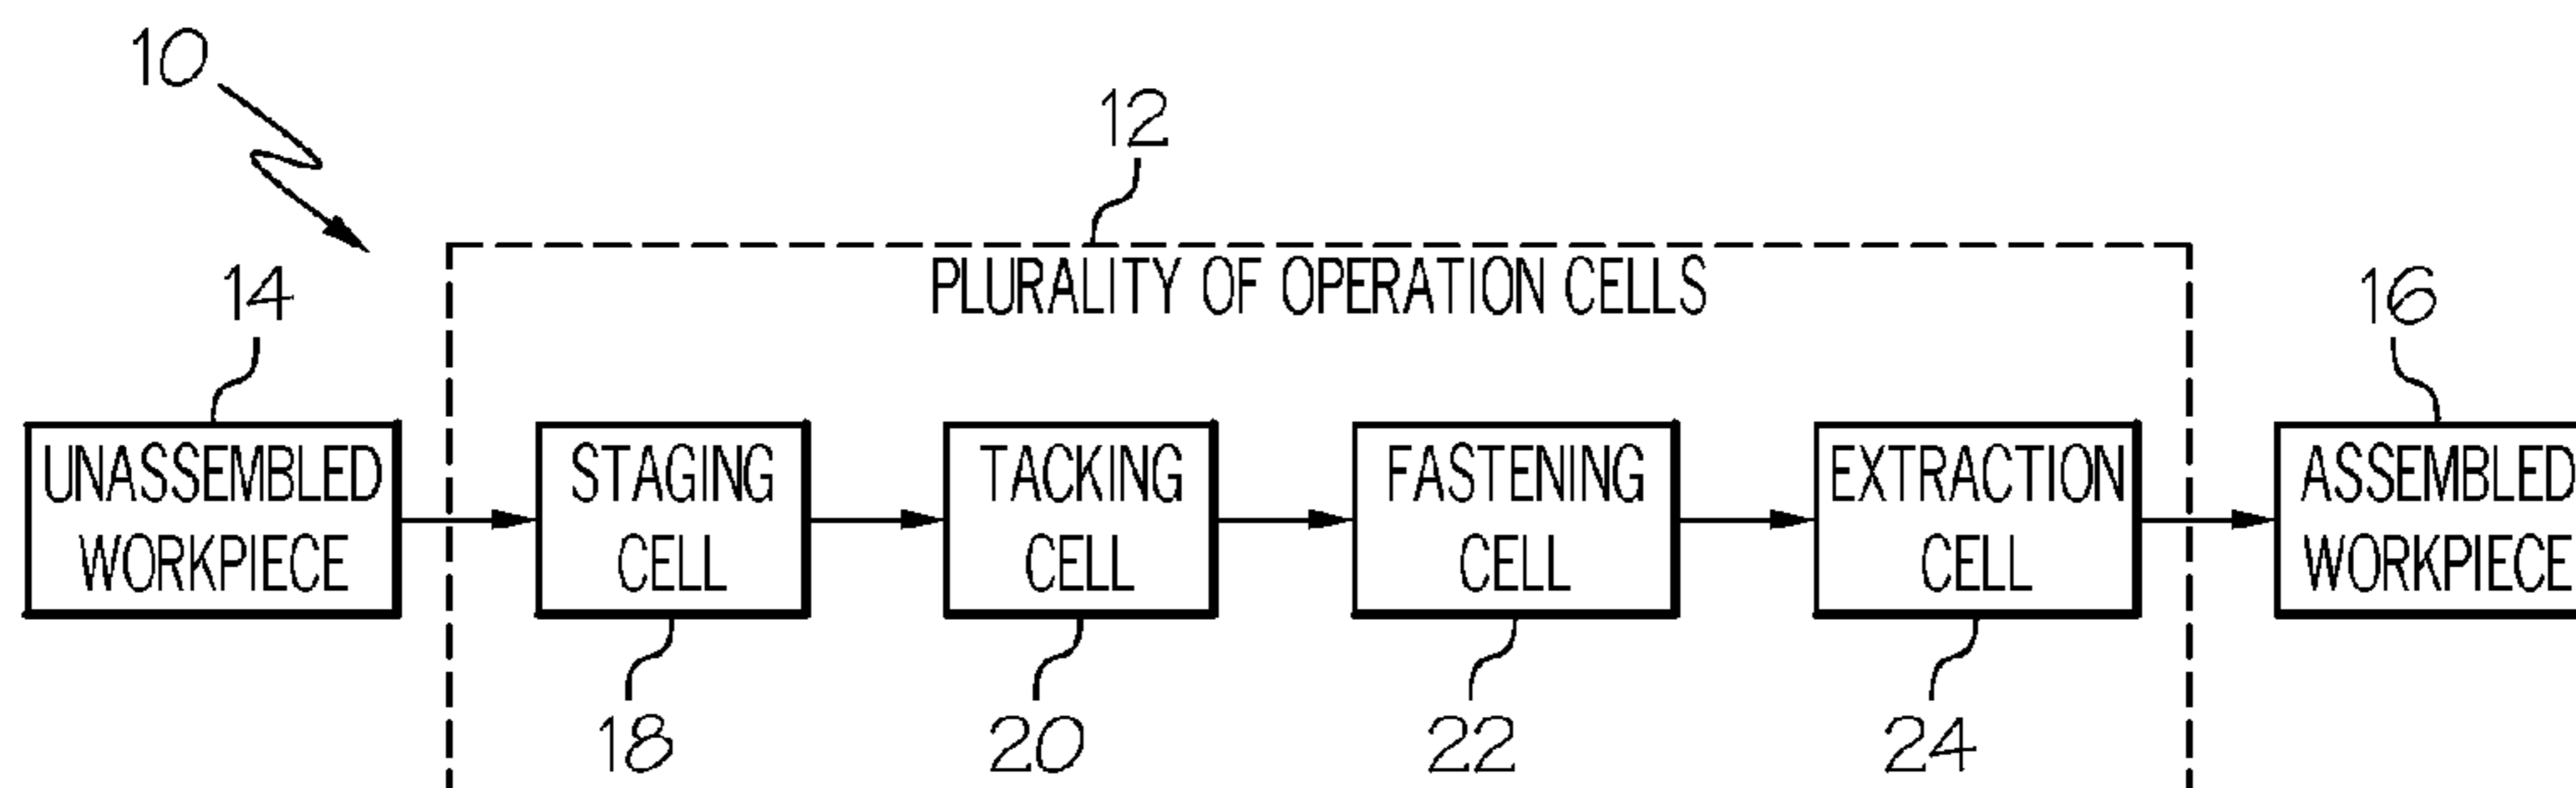 10
12
PLURALITY OF OPERATION CELLS
14
16
UNASSEMBLED
WORKPIECE
STAGING
CELL
TACKING
CELL
FASTENING
CELL
EXTRACTION
CELL
ASSEMBLED
WORKPIECE
18
20
22
24